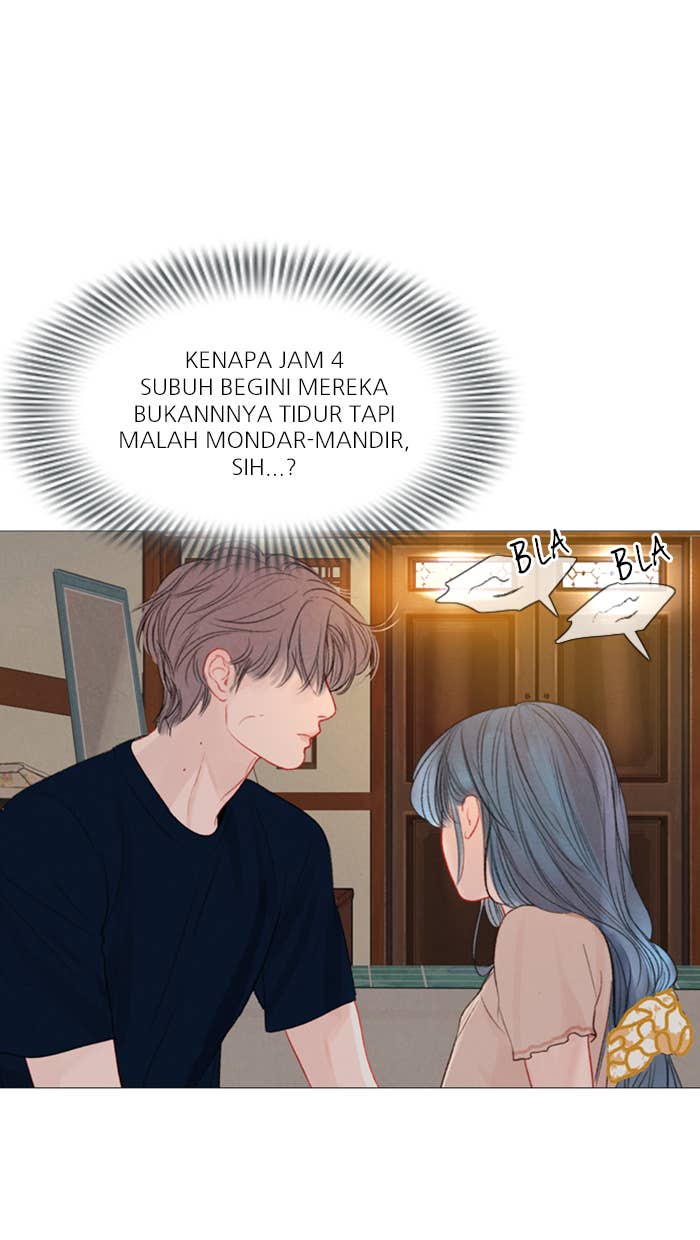 KENAPA JAM 4
SUBUH BEGINI MEREKA
BUKANNNYA TIDUR TAPI
MALAH MONDAR-MANDIR,
SIH...?
BLA
BLA